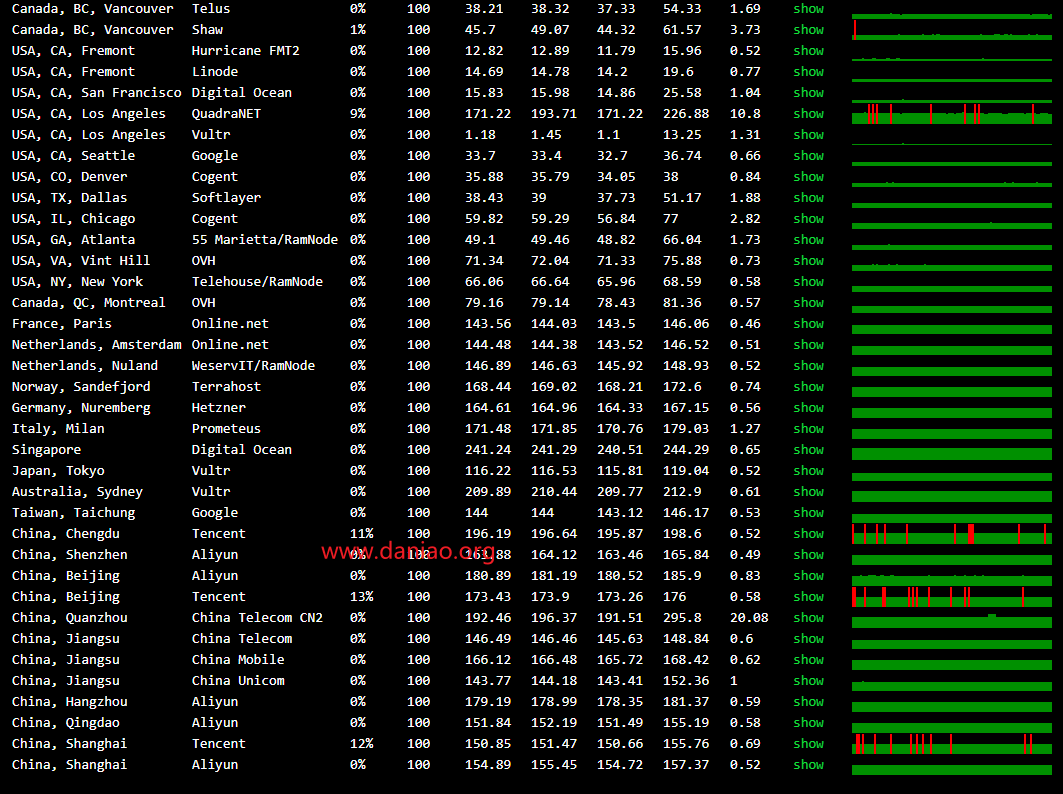 Canada, BC, Vancouver Telus 0% 100 38.21 38.32 37.33 54.33 1.69 show
Canada, BC, Vancouver Shaw 1% 100 45.7 49.07 44.32 61.57 3.73 show
USA, CA, Fremont Hurricane FMT2 0% 100 12.82 12.89 11.79 15.96 0.52 show
USA, CA, Fremont Linode 0% 100 14.69 14.78 14.2 19.6 0.77 show
USA, CA, San Francisco Digital Ocean 0% 100 15.83 15.98 14.86 25.58 1.04 show
USA, CA, Los Angeles QuadraNET 9% 100 171.22 193.71 171.22 226.88 10.8 show
USA, CA, Los Angeles Vultr 0% 100 1.18 1.45 1.1 13.25 1.31 show
USA, CA, Seattle Google 0% 100 33.7 33.4 32.7 36.74 0.66 show
USA, CO, Denver Cogent 0% 100 35.88 35.79 34.05 38 0.84 show
USA, TX, Dallas Softlayer 0% 100 38.43 39 37.73 51.17 1.88 show
USA, IL, Chicago Cogent 0% 100 59.82 59.29 56.84 77 2.82 show
USA, GA, Atlanta 55 Marietta/RamNode 0% 100 49.1 49.46 48.82 66.04 1.73 show
USA, VA, Vint Hill OVH 0% 100 71.34 72.04 71.33 75.88 0.73 show
USA, NY, New York Telehouse/RamNode 0% 100 66.06 66.64 65.96 68.59 0.58 show
Canada, QC, Montreal OVH 0% 100 79.16 79.14 78.43 81.36 0.57 show
France, Paris Online.net 0% 100 143.56 144.03 143.5 146.06 0.46 show
Netherlands, Amsterdam Online.net 0% 100 144.48 144.38 143.52 146.52 0.51 show
Netherlands, Nuland WeservIT/RamNode 0% 100 146.89 146.63 145.92 148.93 0.52 show
Norway, Sandefjord Terrahost 0% 100 168.44 169.02 168.21 172.6 0.74 show
Germany, Nuremberg Hetzner 0% 100 164.61 164.96 164.33 167.15 0.56 show
Italy, Milan Prometeus 0% 100 171.48 171.85 170.76 179.03 1.27 show
Singapore Digital Ocean 0% 100 241.24 241.29 240.51 244.29 0.65 show
Japan, Tokyo Vultr 0% 100 116.22 116.53 115.81 119.04 0.52 show
Australia, Sydney Vultr 0% 100 209.89 210.44 209.77 212.9 0.61 show
Taiwan, Taichung Google 0% 100 144 144 143.12 146.17 0.53 show
China, Chengdu Tencent 11% 100 196.19 196.64 195.87 198.6 0.52 show
www.daniao.org
China, Shenzhen Aliyun 0% 100 163.88 164.12 163.46 165.84 0.49 show
China, Beijing Aliyun 0% 100 180.89 181.19 180.52 185.9 0.83 show
China, Beijing Tencent 13% 100 173.43 173.9 173.26 176 0.58 show
China, Quanzhou China Telecom CN2 0% 100 192.46 196.37 191.51 295.8 20.08 show
China, Jiangsu China Telecom 0% 100 146.49 146.46 145.63 148.84 0.6 show
China, Jiangsu China Mobile 0% 100 166.12 166.48 165.72 168.42 0.62 show
China, Jiangsu China Unicom 0% 100 143.77 144.18 143.41 152.36 1 show
China, Hangzhou Aliyun 0% 100 179.19 178.99 178.35 181.37 0.59 show
China, Qingdao Aliyun 0% 100 151.84 152.19 151.49 155.19 0.58 show
China, Shanghai Tencent 12% 100 150.85 151.47 150.66 155.76 0.69 show
China, Shanghai Aliyun 0% 100 154.89 155.45 154.72 157.37 0.52 show